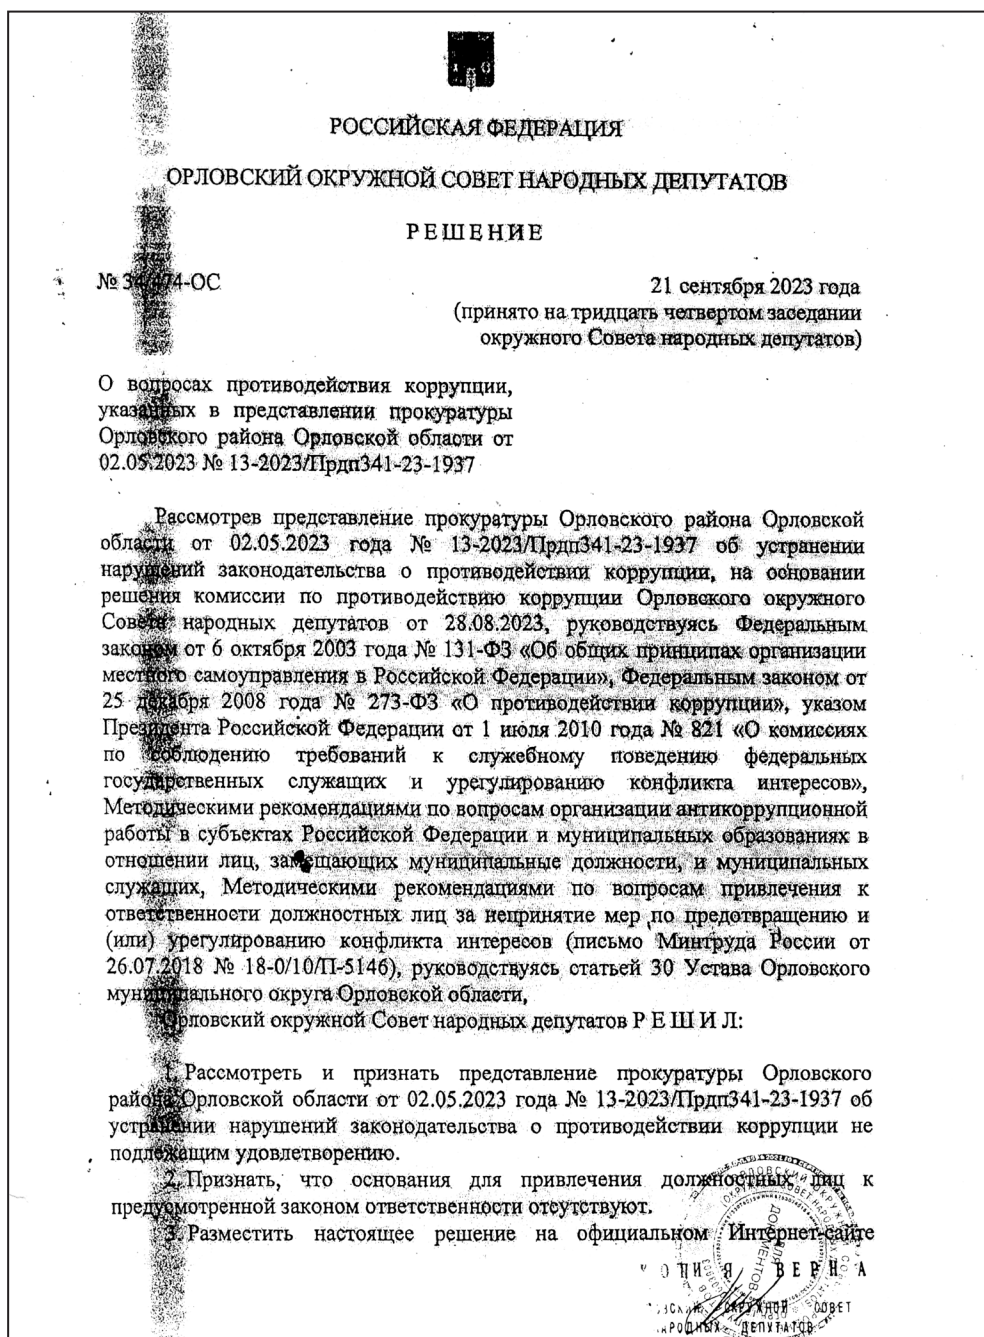 РОССИЙСКАЯ ФЕДЕРАЦИЯ
ОРЛОВСКИЙ ОКРУЖНОЙ СОВЕТ НАРОДНЫХ ДЕПУТАТОВ
РЕШЕНИЕ
№ 34/474-ОС
21 сентября 2023 года
(принято на тридцать четвертом заседании
окружного Совета народных депутатов)
О вопросах противодействия коррупции,
указанных в представлении прокуратуры
Орловского района Орловской области от
02.05.2023 № 13-2023/Прдп341-23-1937
Рассмотрев представление прокуратуры Орловского района Орловской
области от 02.05.2023 года № 13-2023/Прдп341-23-1937 об устранении
нарушений законодательства о противодействии коррупции, на основании
решения комиссии по противодействию коррупции Орловского окружного
Совета народных депутатов от 28.08.2023, руководствуясь Федеральным
законом от 6 октября 2003 года № 131-ФЗ «Об общих принципах организации
местного самоуправления в Российской Федерации», Федеральным законом от
25 декабря 2008 года № 273-ФЗ «О противодействии коррупции», указом
Президента Российской Федерации от 1 июля 2010 года № 821 «О комиссиях
по соблюдению требований к служебному поведению федеральных
государственных служащих и урегулированию конфликта интересов»,
Методическими рекомендациями по вопросам организации антикоррупционной
работы в субъектах Российской Федерации и муниципальных образованиях в
отношении лиц, замещающих муниципальные должности, и муниципальных
служащих, Методическими рекомендациями по вопросам привлечения к
ответственности должностных лиц за непринятие мер по предотвращению и
(или) урегулированию конфликта интересов (письмо Минтруда России от
26.07.2018 № 18-0/10/П-5146), руководствуясь статьей 30 Устава Орловского
муниципального округа Орловской области,
Орловский окружной Совет народных депутатов Р Е Ш И Л:
1. Рассмотреть и признать представление прокуратуры Орловского
района Орловской области от 02.05.2023 года № 13-2023/Прдп341-23-1937 об
устранении нарушений законодательства о противодействии коррупции не
подлежащим удовлетворению.
2. Признать, что основания для привлечения должностных лиц к
предусмотренной законом ответственности отсутствуют.
3. Разместить настоящее решение на официальном Интернет-сайте
ДЛЯ
ДОКУМЕНТОВ
КОПИЯ ВЕРНА
ОКРУЖНОЙ СОВЕТ
НАРОДНЫХ ДЕПУТАТОВ